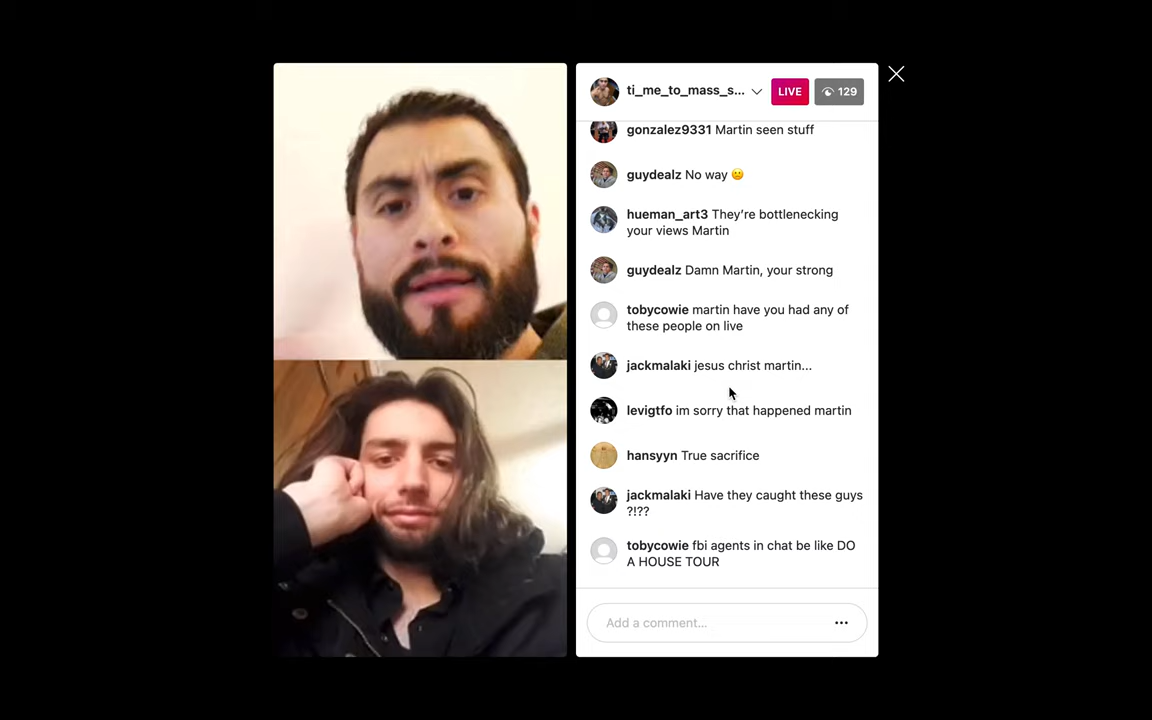 ti_me_to_mass_s... LIVE 129
gonzalez9331 Martin seen stuff
guydealz No way 🫤
hueman_art3 They're bottlenecking
your views Martin
guydealz Damn Martin, your strong
tobycowie martin have you had any of
these people on live
jackmalaki jesus christ martin...
levigtfo im sorry that happened martin
hansyyn True sacrifice
jackmalaki Have they caught these guys
?!??
tobycowie fbi agents in chat be like DO
A HOUSE TOUR
Add a comment...